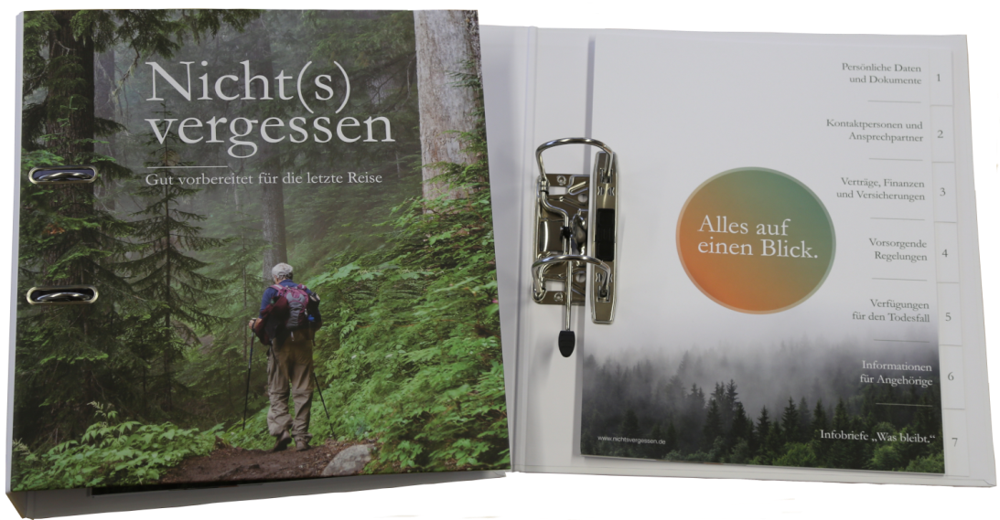 Nicht(s)
vergessen
Gut vorbereitet für die letzte Reise
Alles auf
einen Blick.
Persönliche Daten
und Dokumente
1
Kontaktpersonen und
Ansprechpartner
2
Verträge, Finanzen
und Versicherungen
3
Vorsorgende
Regelungen
4
Verfügungen
für den Todesfall
5
Informationen
für Angehörige
6
Infobriefe „Was bleibt.“
7
www.nichtsvergessen.de